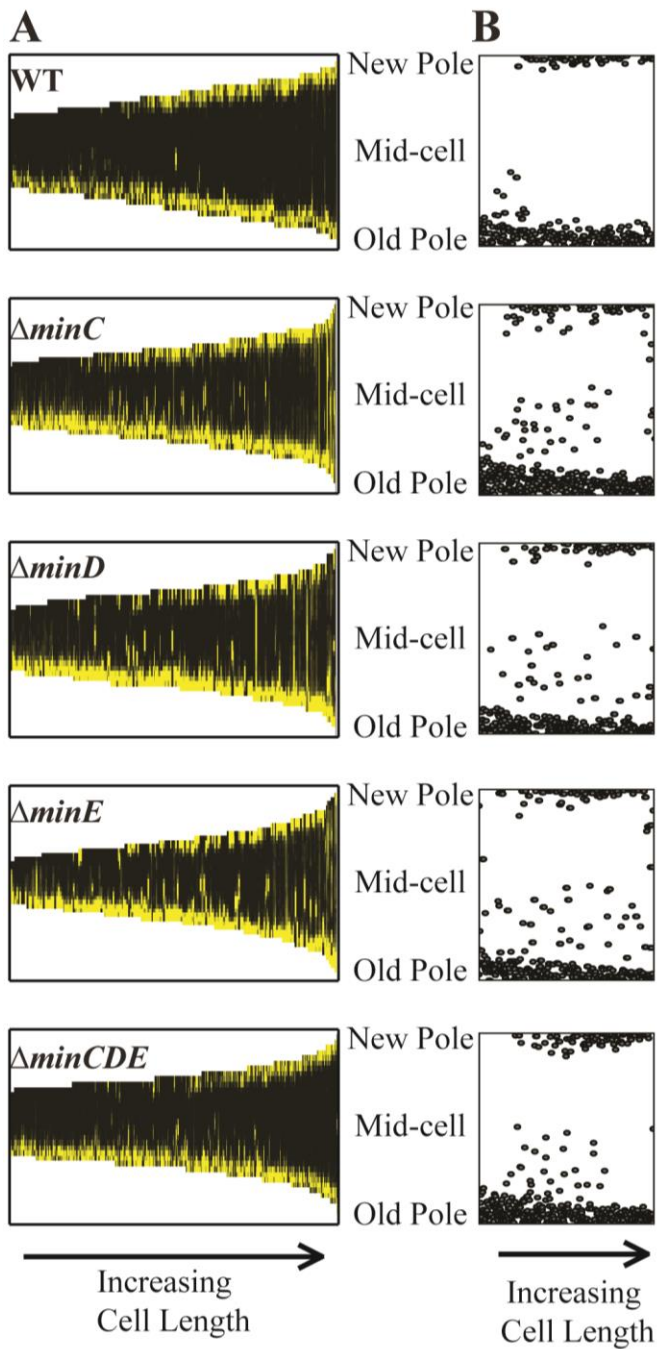 A
B
WT
New Pole
Mid-cell
Old Pole
ΔminC
New Pole
Mid-cell
Old Pole
ΔminD
New Pole
Mid-cell
Old Pole
ΔminE
New Pole
Mid-cell
Old Pole
ΔminCDE
New Pole
Mid-cell
Old Pole
Increasing
Cell Length
Increasing
Cell Length